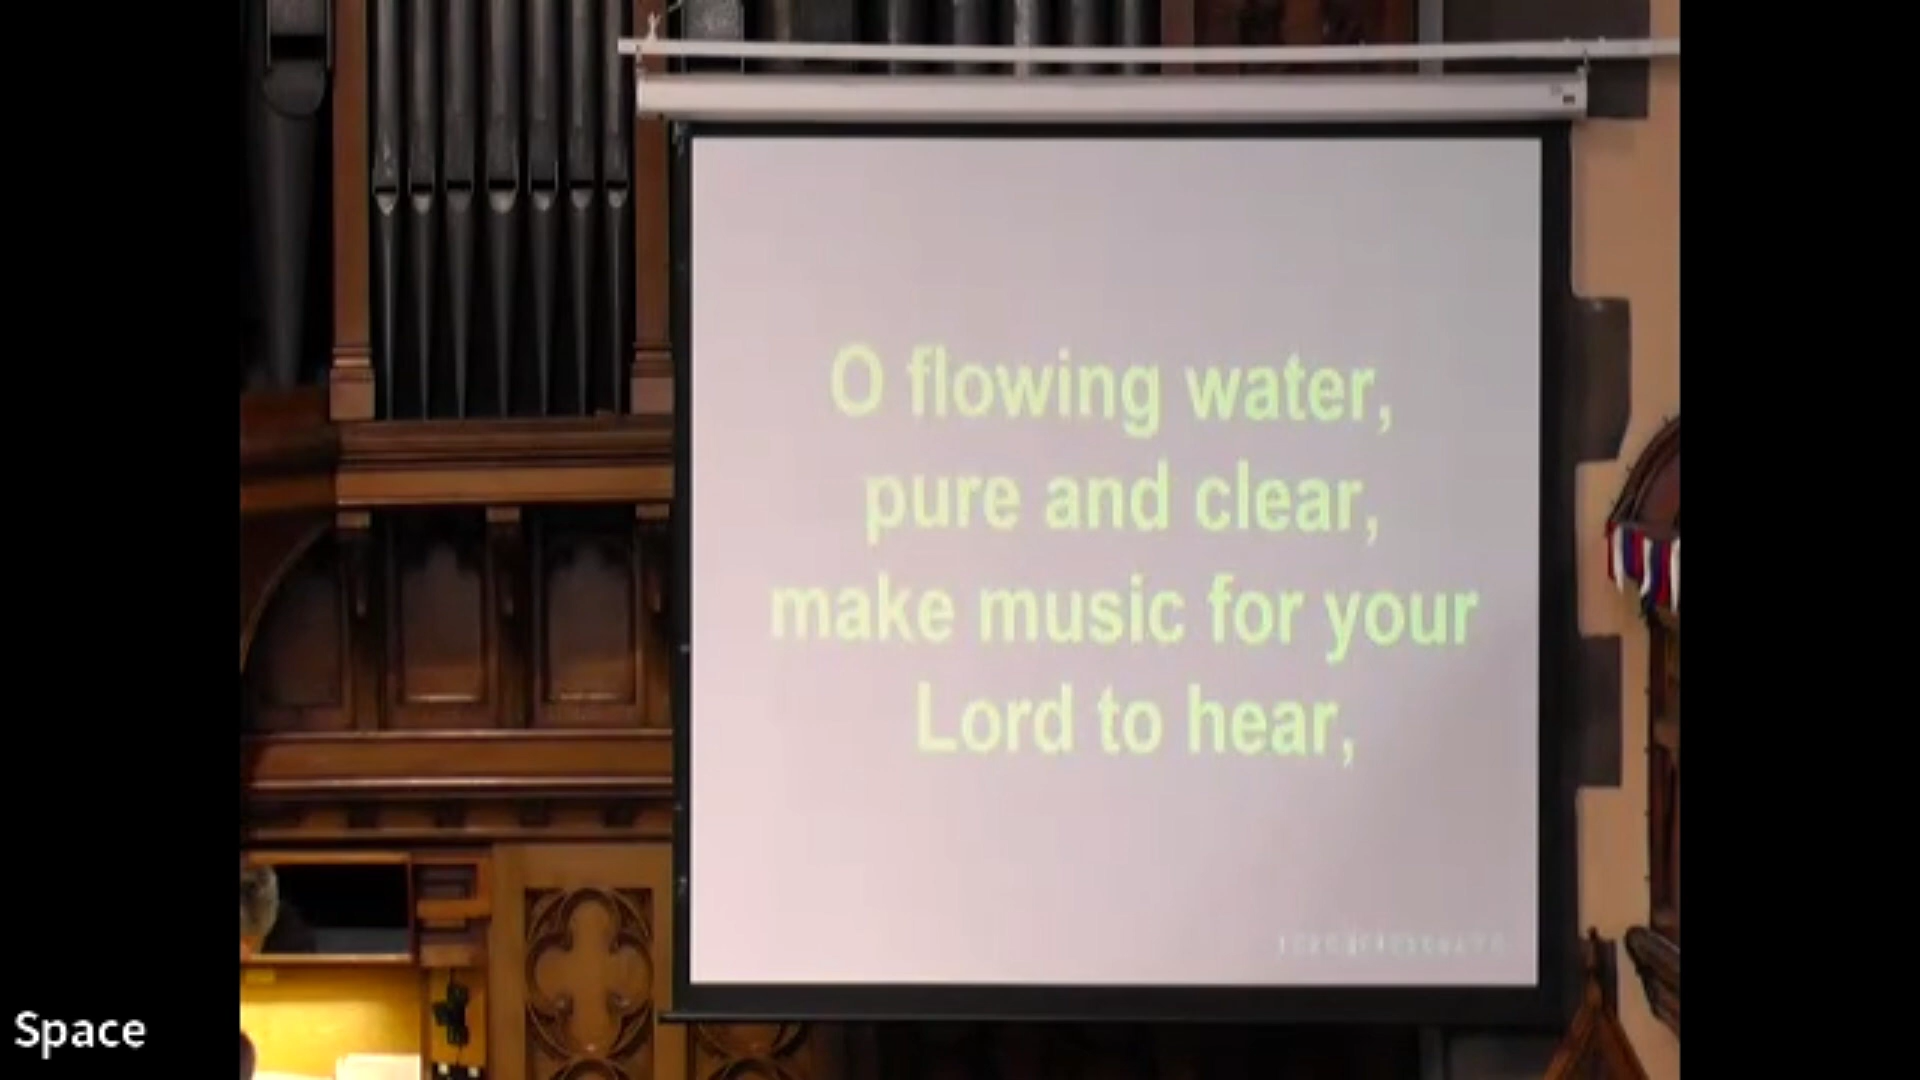 O flowing water,
pure and clear,
make music for your
Lord to hear,
Space